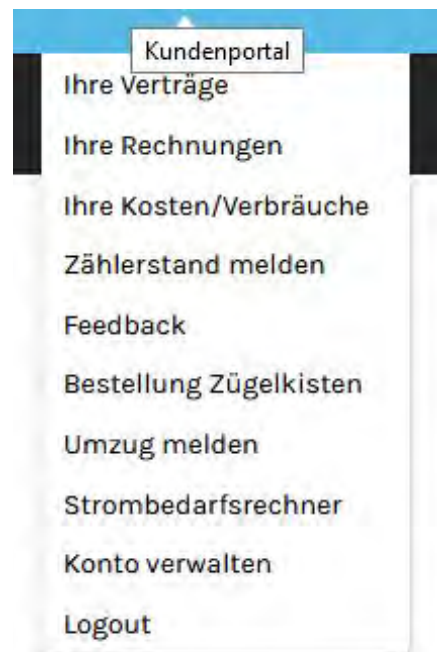 Kundenportal
Ihre Verträge
Ihre Rechnungen
Ihre Kosten/Verbräuche
Zählerstand melden
Feedback
Bestellung Zügelkisten
Umzug melden
Strombedarfsrechner
Konto verwalten
Logout